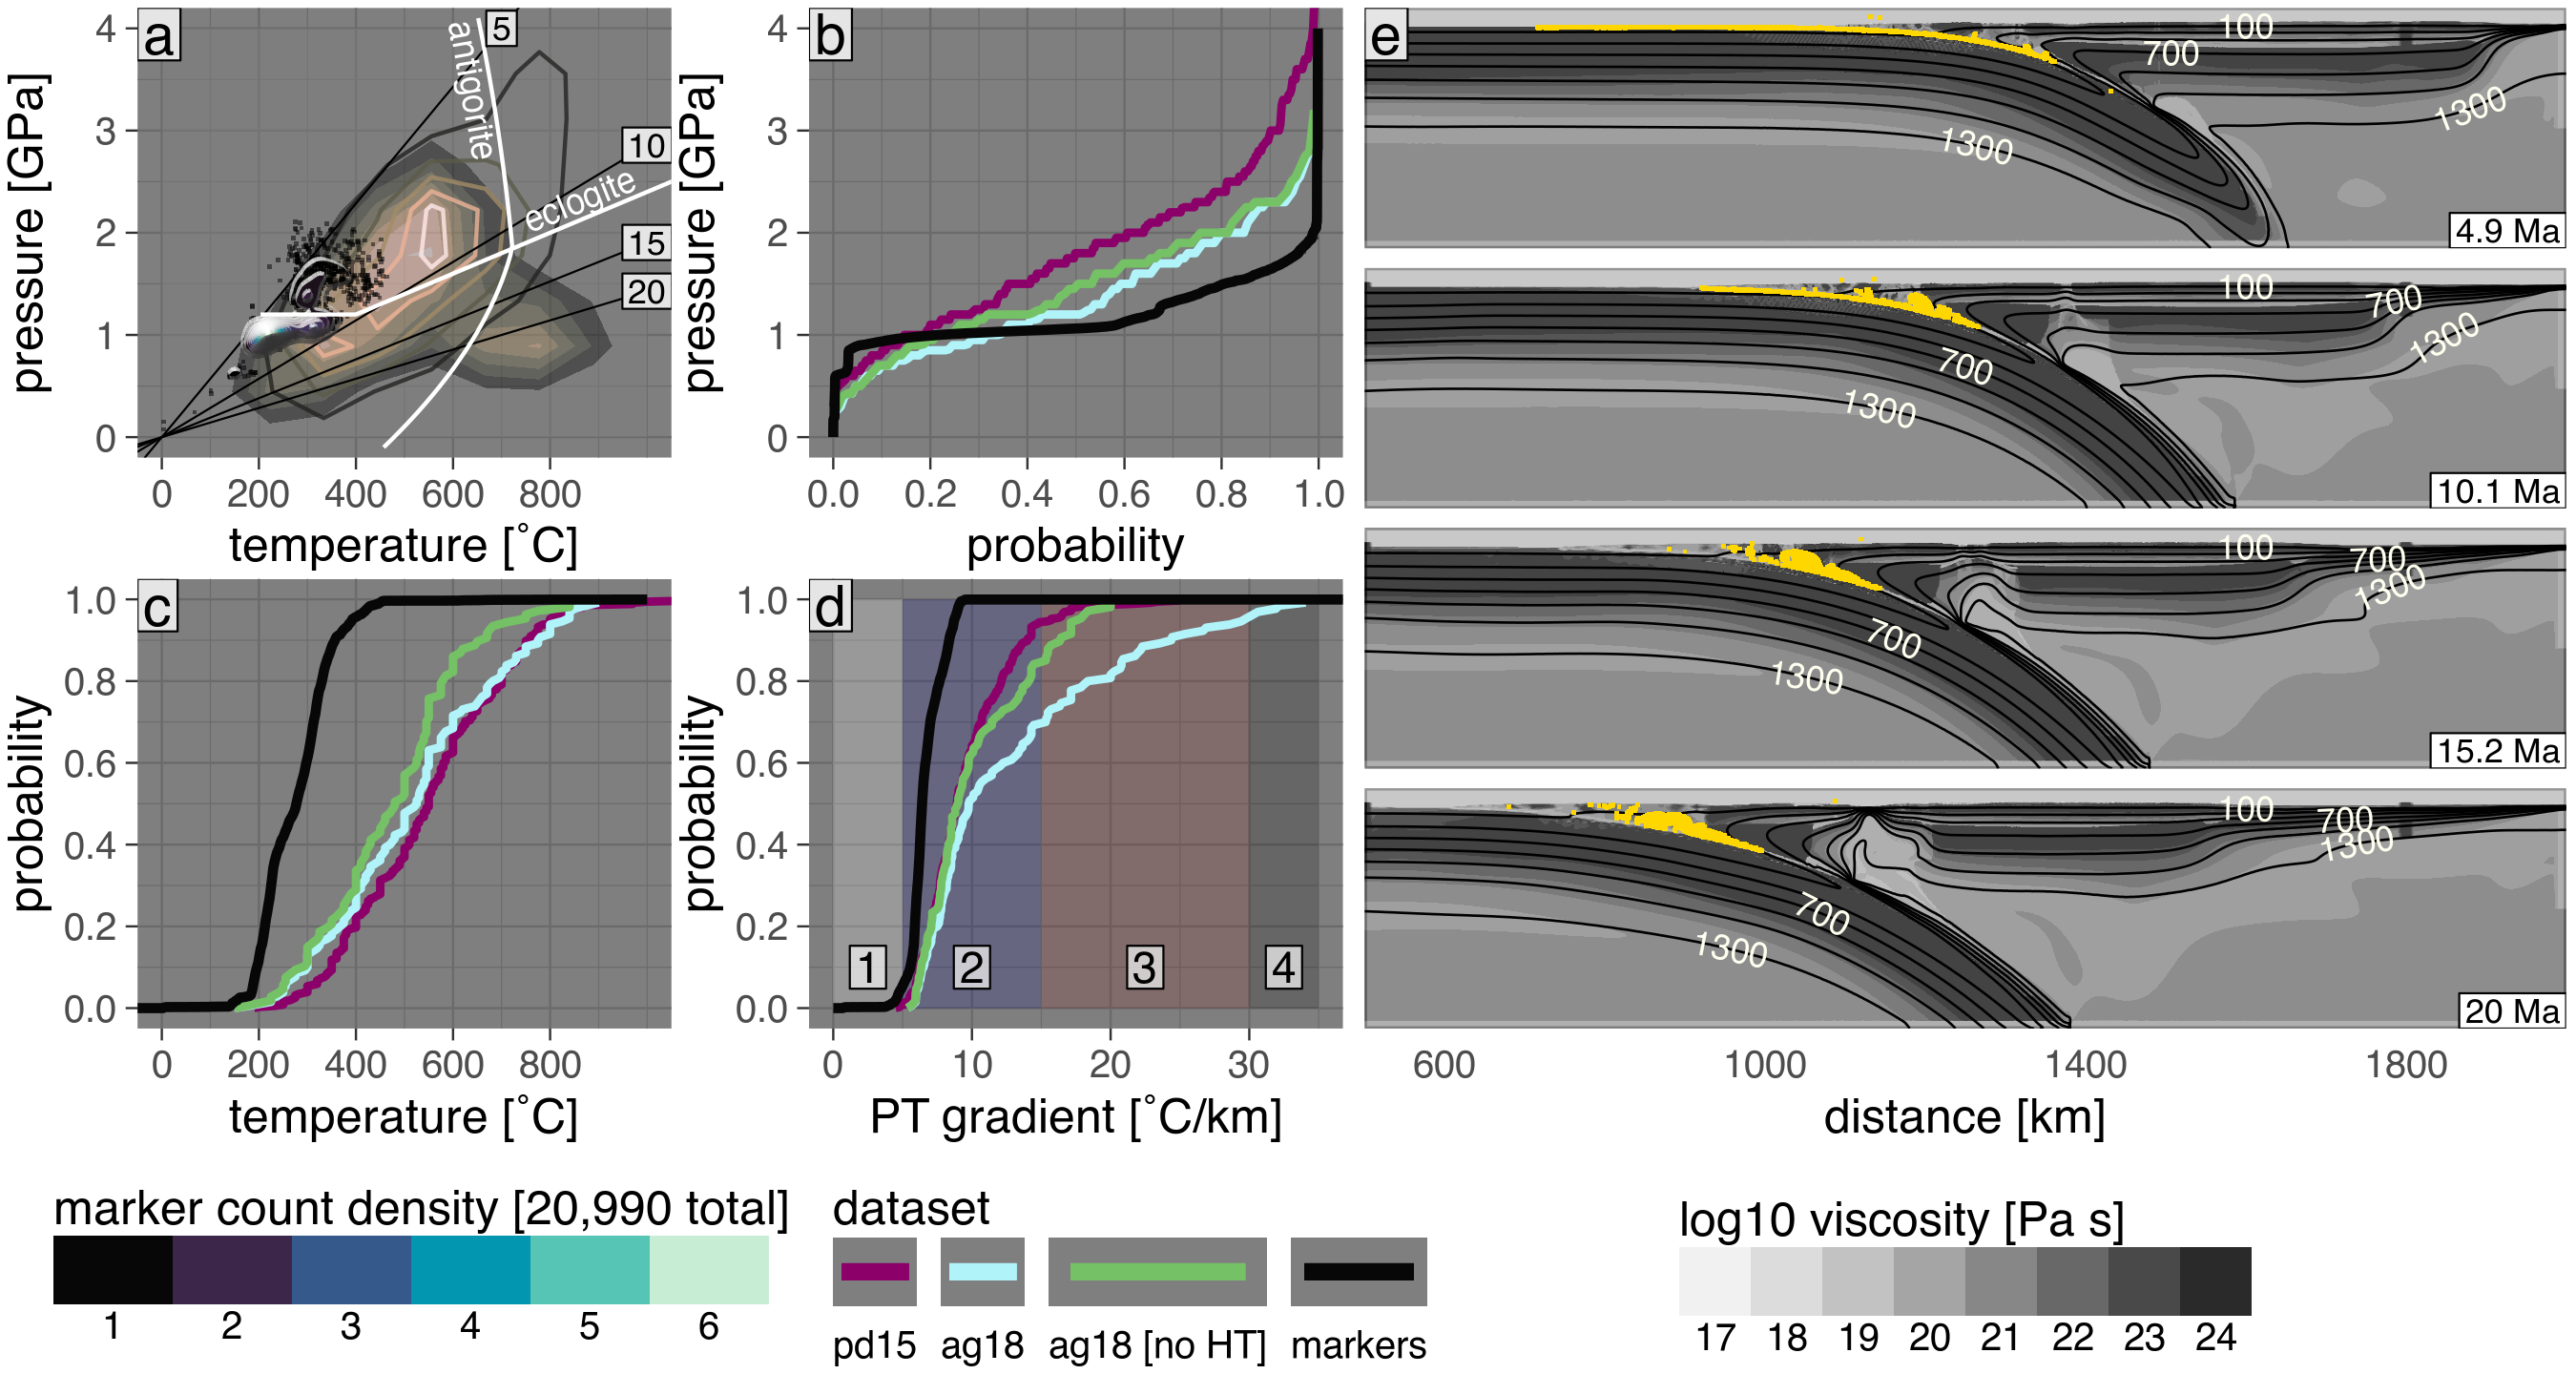 a
5
antigorite
10
eclogite
15
20
4
3
2
1
0
pressure [GPa]
0 200 400 600 800
temperature [˚C]
b
4
3
2
1
0
pressure [GPa]
0.0 0.2 0.4 0.6 0.8 1.0
probability
c
1.0
0.8
0.6
0.4
0.2
0.0
probability
0 200 400 600 800
temperature [˚C]
d
1.0
0.8
0.6
0.4
0.2
0.0
probability
1 2 3 4
0 10 20 30
PT gradient [˚C/km]
e
100
700
1300
1300
4.9 Ma
100
700
1300
700
1300
10.1 Ma
100
700
1300
700
1300
15.2 Ma
100
700
1300
700
1300
20 Ma
600 1000 1400 1800
distance [km]
marker count density [20,990 total]
1 2 3 4 5 6
dataset
pd15 ag18 ag18 [no HT] markers
log10 viscosity [Pa s]
17 18 19 20 21 22 23 24